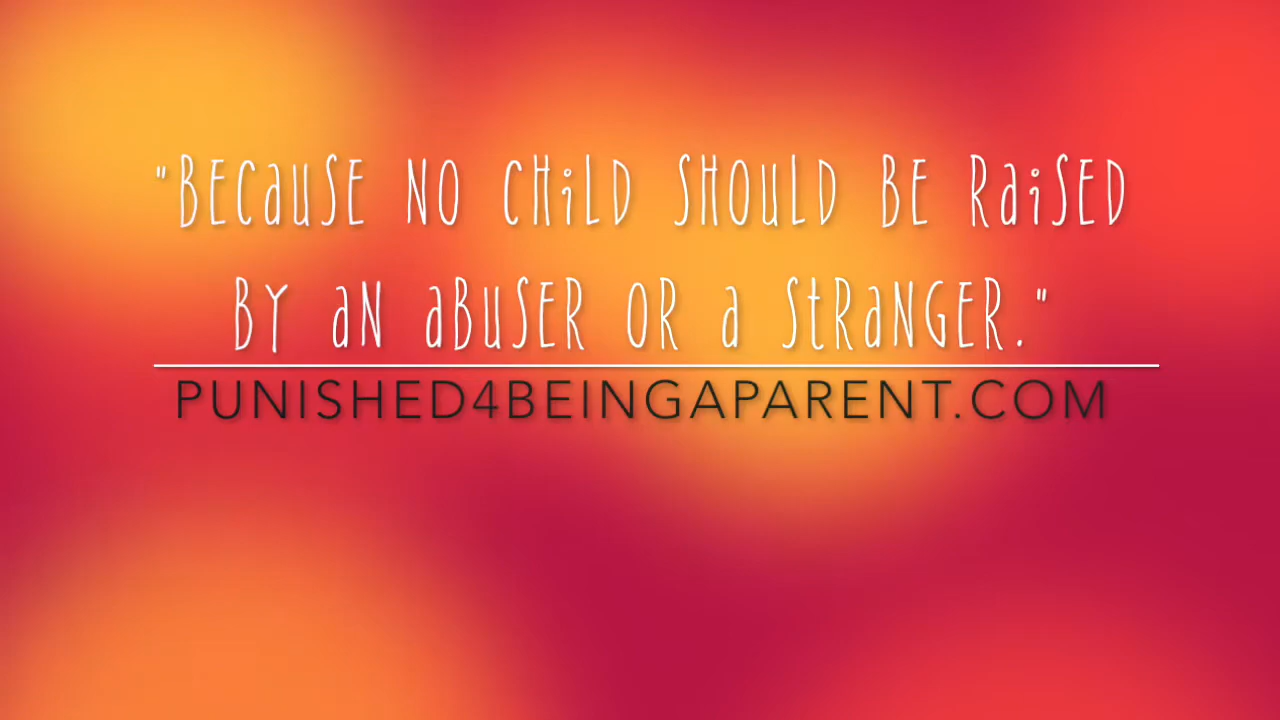 "BECaUSE NO CHiLD SHOULD BE RaiSED
BY aN aBUSER OR a StRaNGER."
PUNISHED4BEINGAPARENT.COM